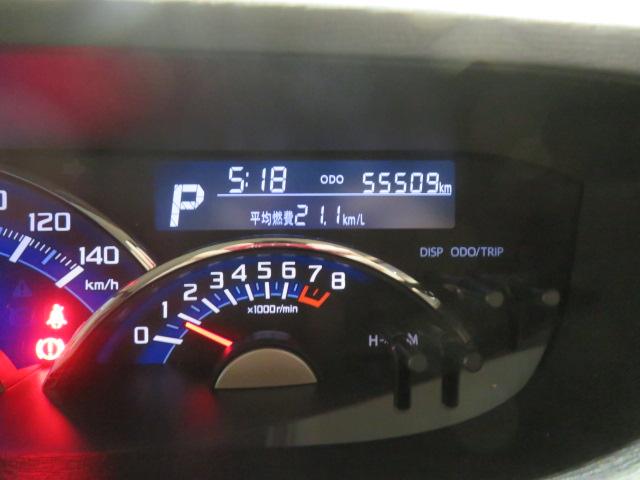 5:18 ODO 55509km
P
平均燃費21.1km/L
120
140
km/h
DISP ODO/TRIP
0 1 2 3 4 5 6 7 8
×1000r/min